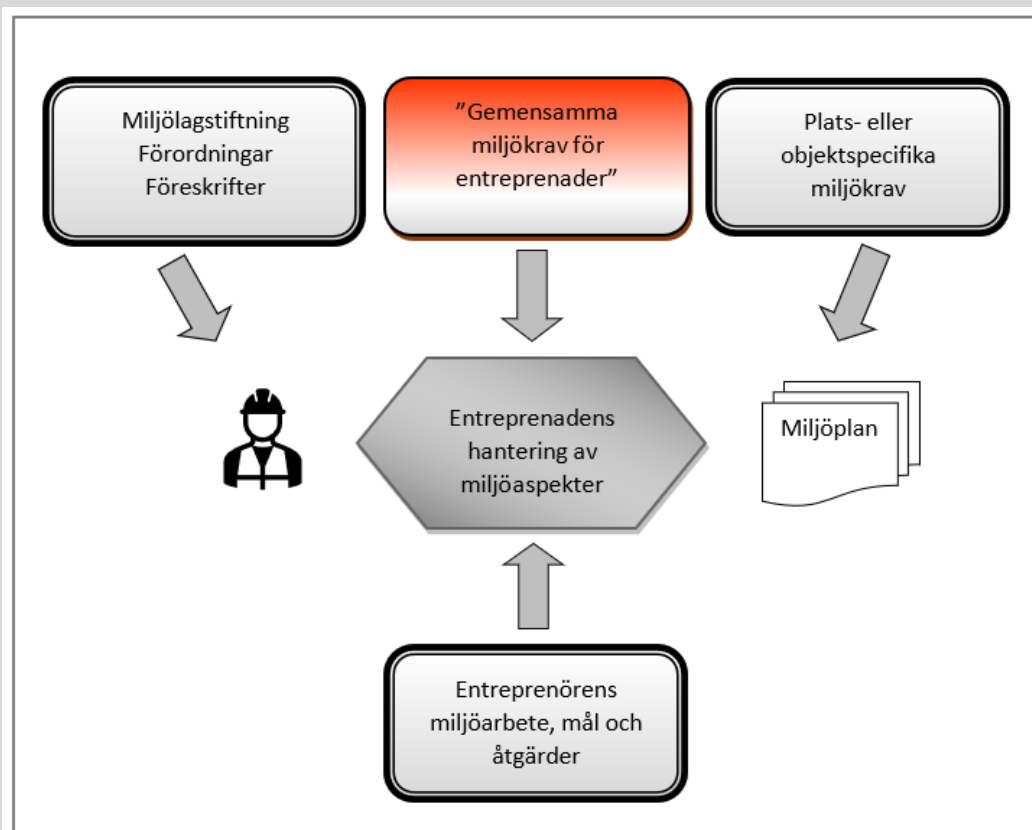 Miljölagstiftning
Förordningar
Föreskrifter
”Gemensamma
miljökrav för
entreprenader”
Plats- eller
objektspecifika
miljökrav
Entreprenadens
hantering av
miljöaspekter
Miljöplan
Entreprenörens
miljöarbete, mål och
åtgärder